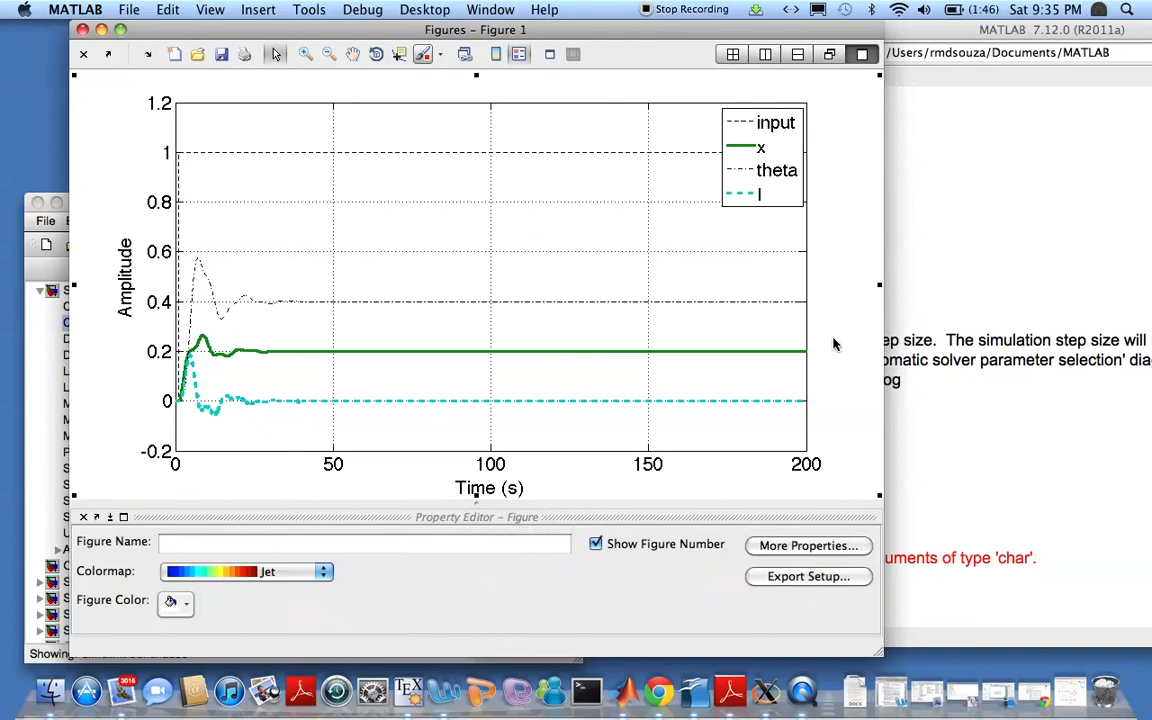 MATLAB File Edit View Insert Tools Debug Desktop Window Help Stop Recording (1:46) Sat 9:35 PM
Figures – Figure 1
MATLAB 7.12.0 (R2011a)
/Users/rmdsouza/Documents/MATLAB
File
1.2
1
0.8
0.6
0.4
0.2
0
-0.2
Amplitude
0 50 100 150 200
Time (s)
input
x
theta
I
ep size. The simulation step size will
omatic solver parameter selection' dia
og
uments of type 'char'.
Property Editor – Figure
Figure Name:
Show Figure Number
More Properties...
Colormap:
Jet
Export Setup...
Figure Color:
Showing:
3016
TEX
DOCX